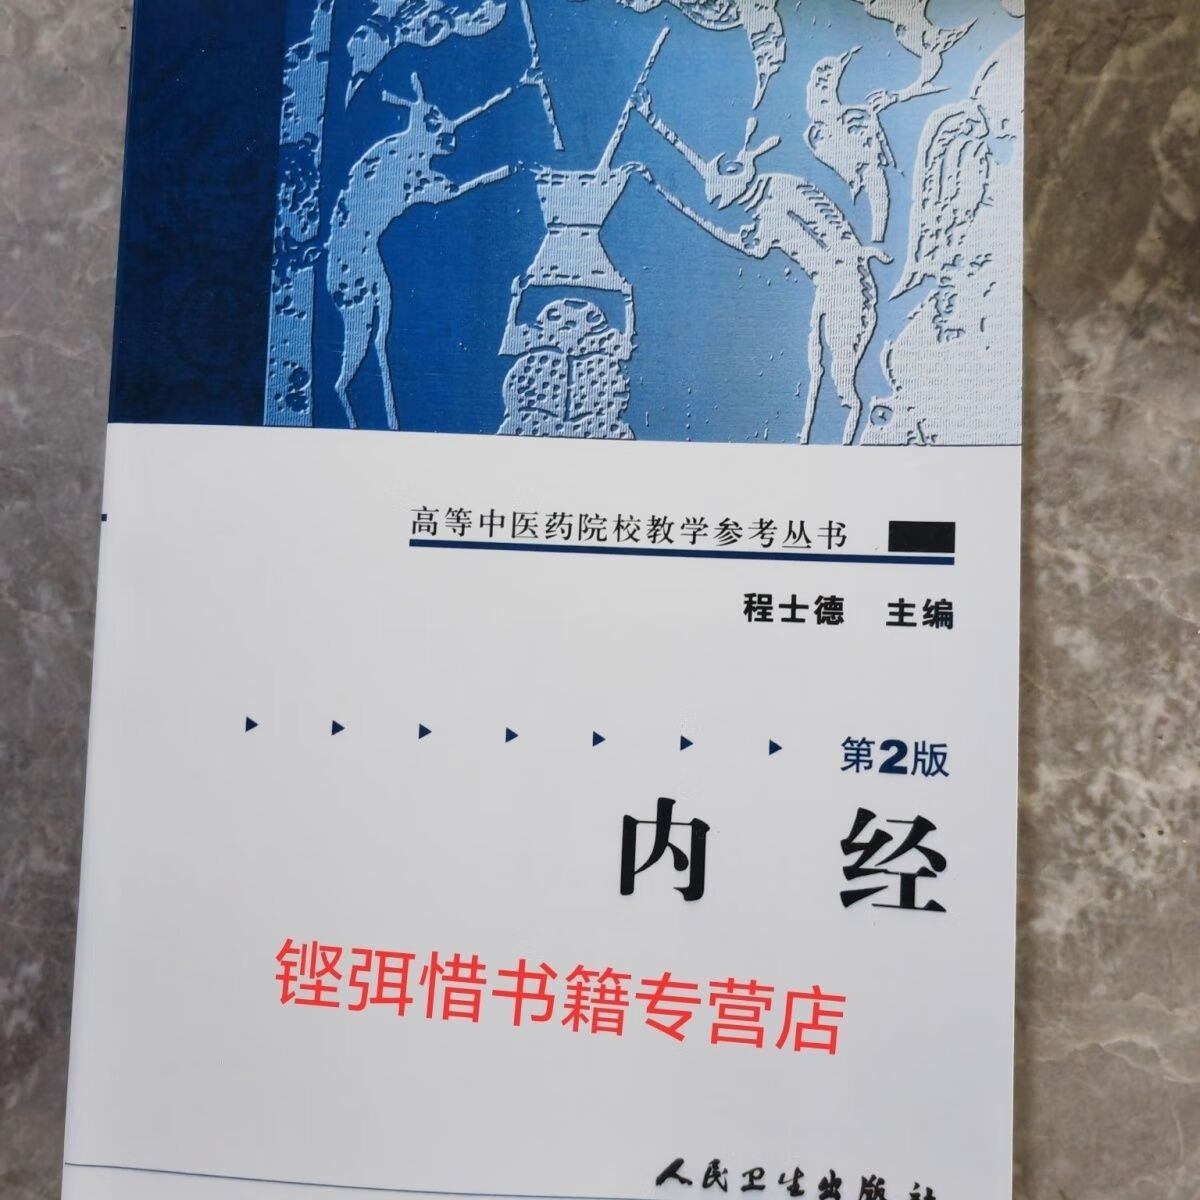 高等中医药院校教学参考丛书
程士德 主编
第2版
内 经
铿弭惜书籍专营店
人民卫生出版社